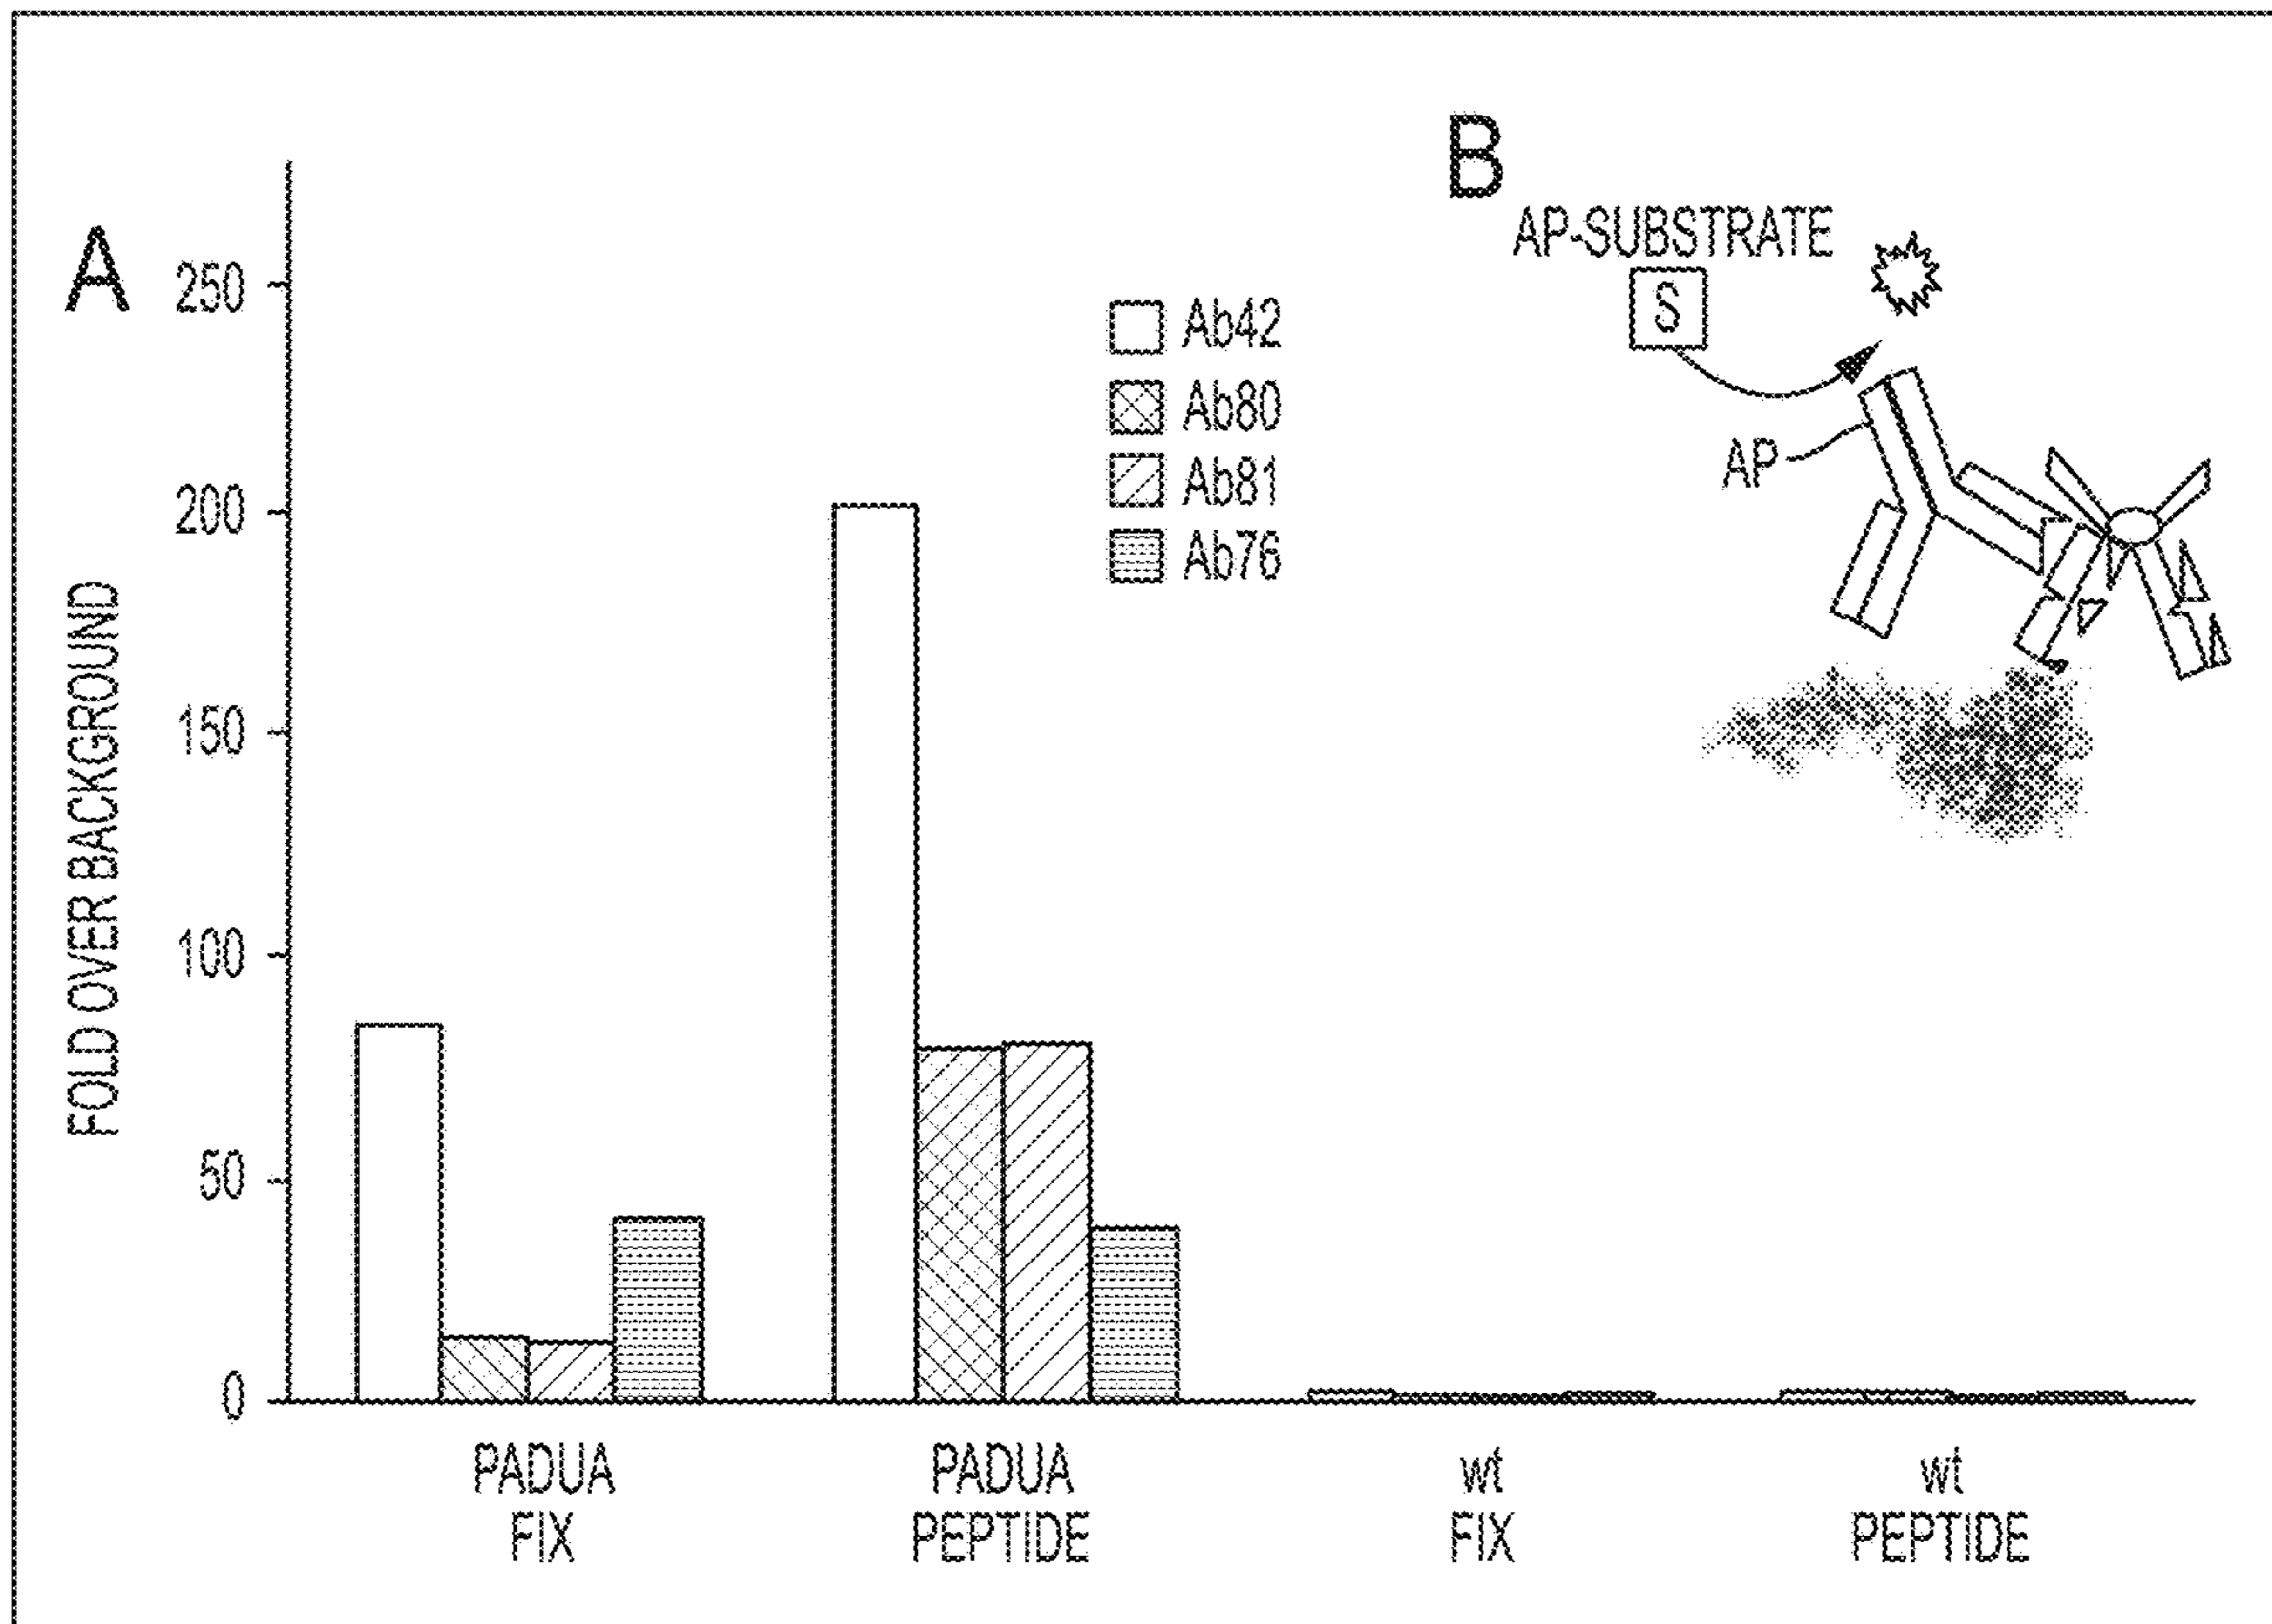 A
FOLD OVER BACKGROUND
250
200
150
100
50
0
Ab42
Ab80
Ab81
Ab76
PADUA
FIX
PADUA
PEPTIDE
wt
FIX
wt
PEPTIDE
B
AP-SUBSTRATE
S
AP